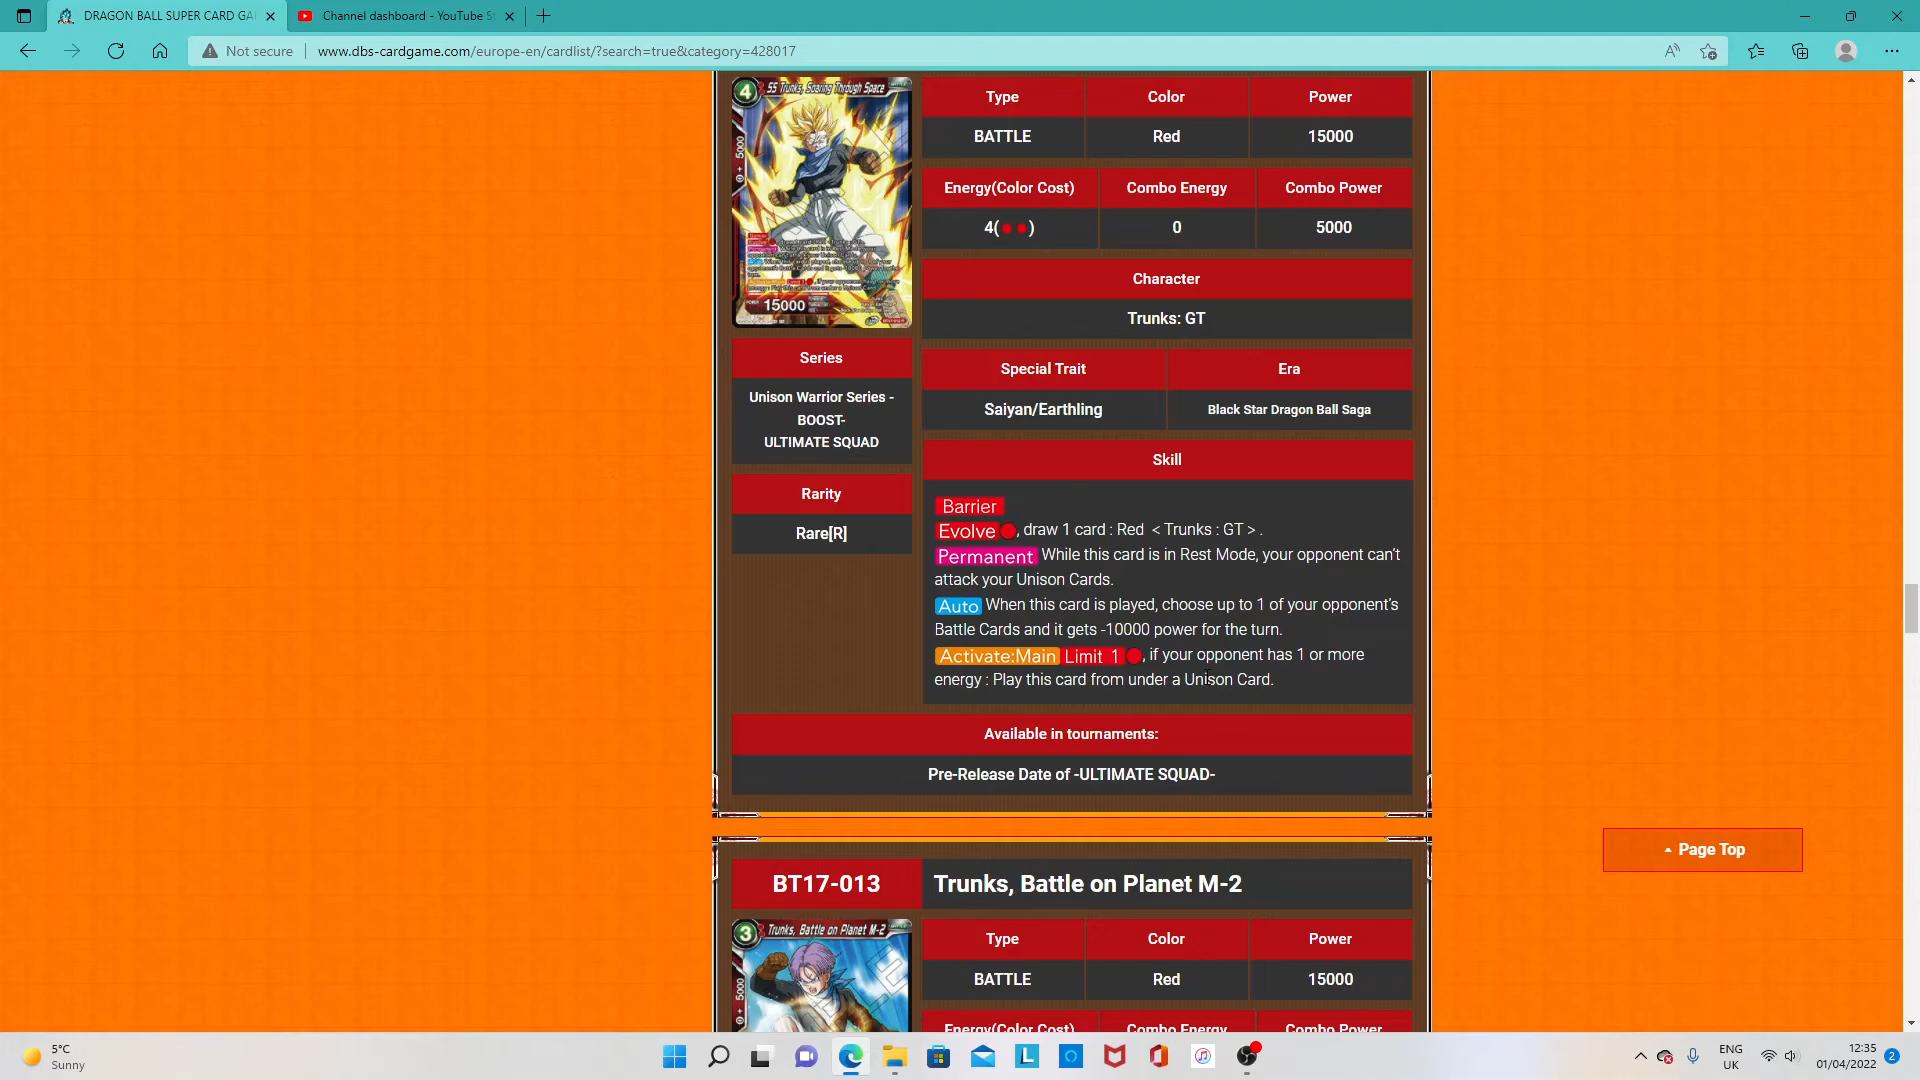 DRAGON BALL SUPER CARD GA
Channel dashboard - YouTube S
Not secure
www.dbs-cardgame.com/europe-en/cardlist/?search=true&category=428017
4
SS Trunks, Soaring Through Space
5000
15000
Type
Color
Power
BATTLE
Red
15000
Energy(Color Cost)
Combo Energy
Combo Power
4(●●)
0
5000
Character
Trunks: GT
Series
Unison Warrior Series -
BOOST-
ULTIMATE SQUAD
Special Trait
Era
Saiyan/Earthling
Black Star Dragon Ball Saga
Rarity
Rare[R]
Skill
Barrier
Evolve ●, draw 1 card : Red < Trunks : GT > .
Permanent While this card is in Rest Mode, your opponent can't
attack your Unison Cards.
Auto When this card is played, choose up to 1 of your opponent's
Battle Cards and it gets -10000 power for the turn.
Activate:Main Limit 1 ●, if your opponent has 1 or more
energy : Play this card from under a Unison Card.
Available in tournaments:
Pre-Release Date of -ULTIMATE SQUAD-
Page Top
BT17-013
Trunks, Battle on Planet M-2
3
Trunks, Battle on Planet M-2
5000
Type
Color
Power
BATTLE
Red
15000
Energy(Color Cost)
Combo Energy
Combo Power
5°C
Sunny
ENG
UK
12:35
01/04/2022
2